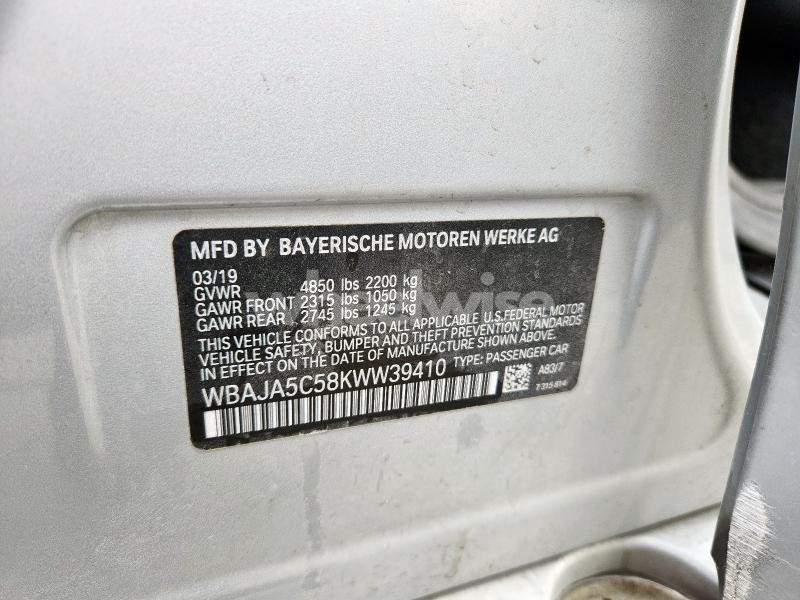 MFD BY BAYERISCHE MOTOREN WERKE AG
03/19
GVWR 4850 lbs 2200 kg
GAWR FRONT 2315 lbs 1050 kg
GAWR REAR 2745 lbs 1245 kg
THIS VEHICLE CONFORMS TO ALL APPLICABLE U.S.FEDERAL MOTOR
VEHICLE SAFETY, BUMPER AND THEFT PREVENTION STANDARDS
IN EFFECT ON THE DATE OF MANUFACTURE SHOWN ABOVE.
WBAJA5C58KWW39410 TYPE: PASSENGER CAR
A83/7
7 315 814